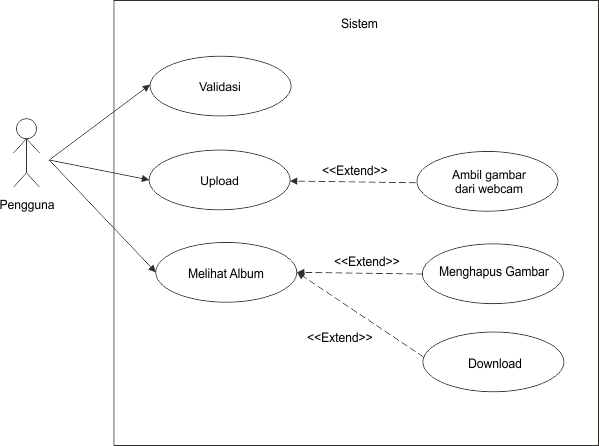 Sistem
Validasi
Pengguna
Upload
<<Extend>>
Ambil gambar
dari webcam
Melihat Album
<<Extend>>
Menghapus Gambar
<<Extend>>
Download